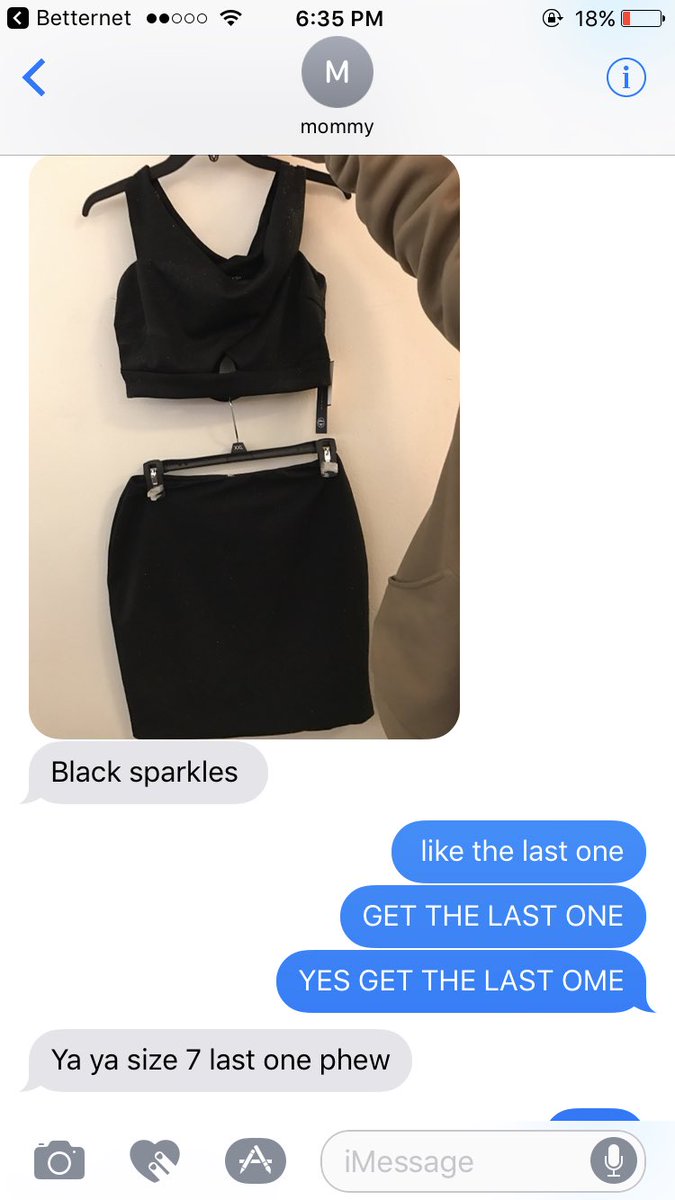 Betternet 6:35 PM 18%
M
mommy
XXL
Black sparkles
like the last one
GET THE LAST ONE
YES GET THE LAST OME
Ya ya size 7 last one phew
iMessage